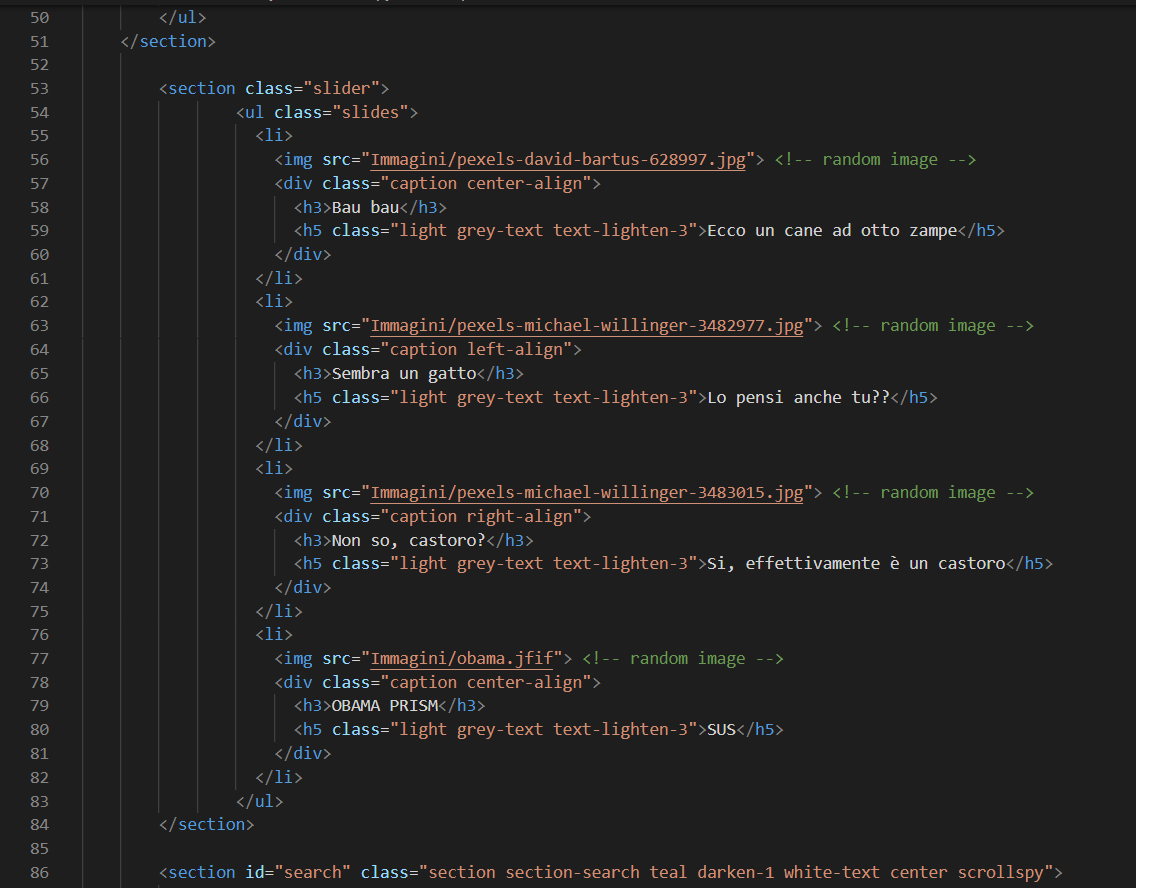 50 </ul>
51 </section>
52
53 <section class="slider">
54 <ul class="slides">
55 <li>
56 <img src="Immagini/pexels-david-bartus-628997.jpg"> <!-- random image -->
57 <div class="caption center-align">
58 <h3>Bau bau</h3>
59 <h5 class="light grey-text text-lighten-3">Ecco un cane ad otto zampe</h5>
60 </div>
61 </li>
62 <li>
63 <img src="Immagini/pexels-michael-willinger-3482977.jpg"> <!-- random image -->
64 <div class="caption left-align">
65 <h3>Sembra un gatto</h3>
66 <h5 class="light grey-text text-lighten-3">Lo pensi anche tu??</h5>
67 </div>
68 </li>
69 <li>
70 <img src="Immagini/pexels-michael-willinger-3483015.jpg"> <!-- random image -->
71 <div class="caption right-align">
72 <h3>Non so, castoro?</h3>
73 <h5 class="light grey-text text-lighten-3">Si, effettivamente è un castoro</h5>
74 </div>
75 </li>
76 <li>
77 <img src="Immagini/obama.jfif"> <!-- random image -->
78 <div class="caption center-align">
79 <h3>OBAMA PRISM</h3>
80 <h5 class="light grey-text text-lighten-3">SUS</h5>
81 </div>
82 </li>
83 </ul>
84 </section>
85
86 <section id="search" class="section section-search teal darken-1 white-text center scrollspy">